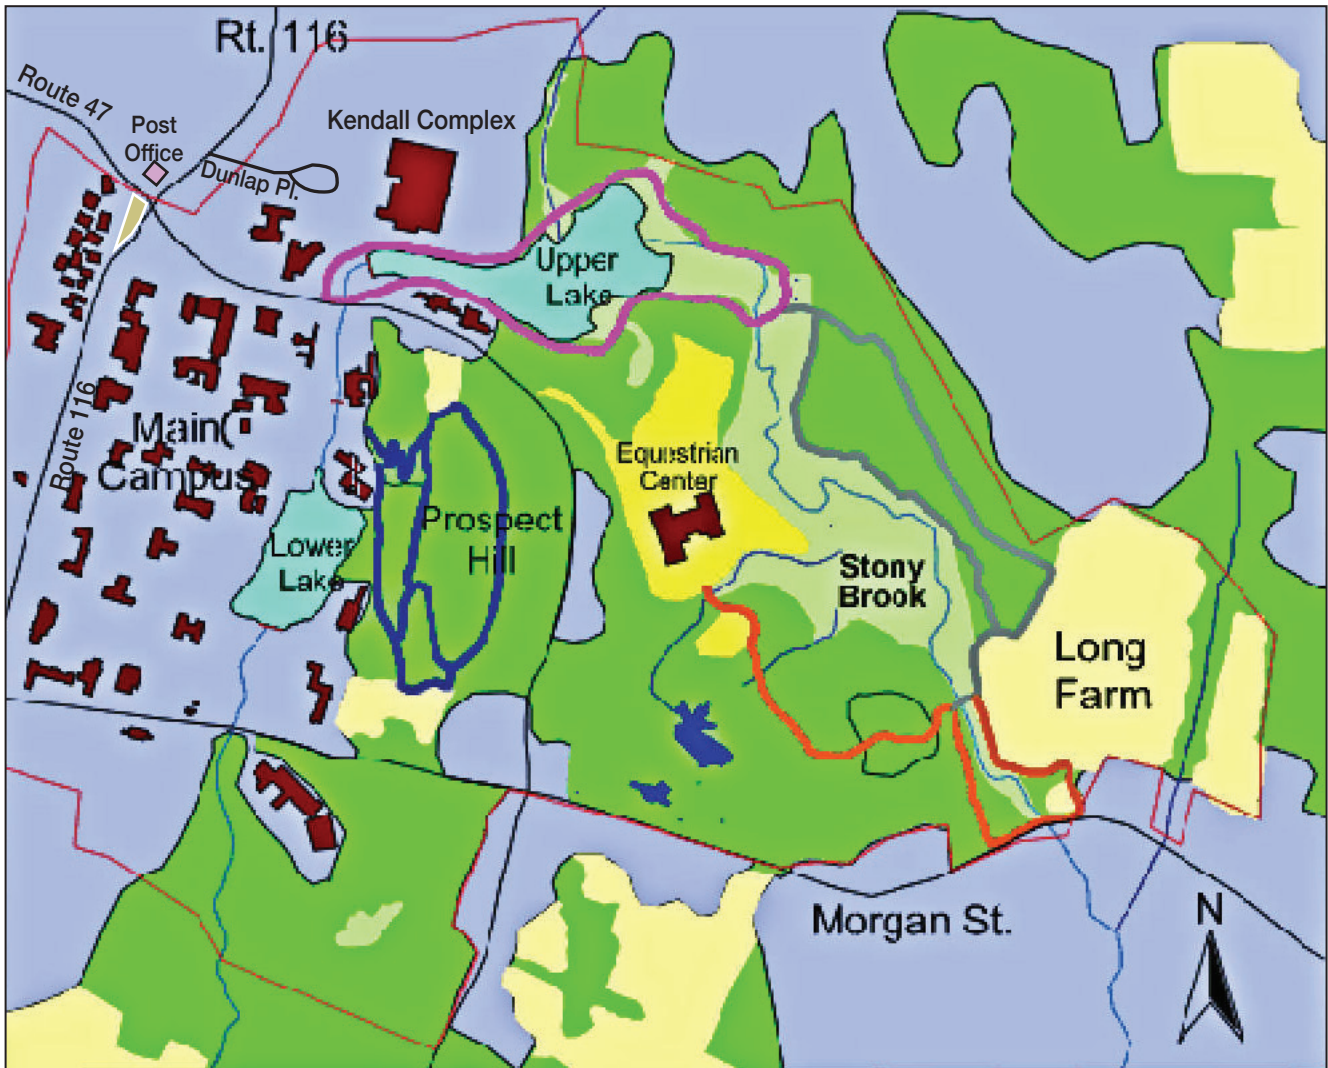 Rt. 116
Route 47
Post
Office
Kendall Complex
Dunlap Pl.
Upper
Lake
Route 116
Main
Campus
Equestrian
Center
Prospect
Hill
Lower
Lake
Stony
Brook
Long
Farm
Morgan St.
N